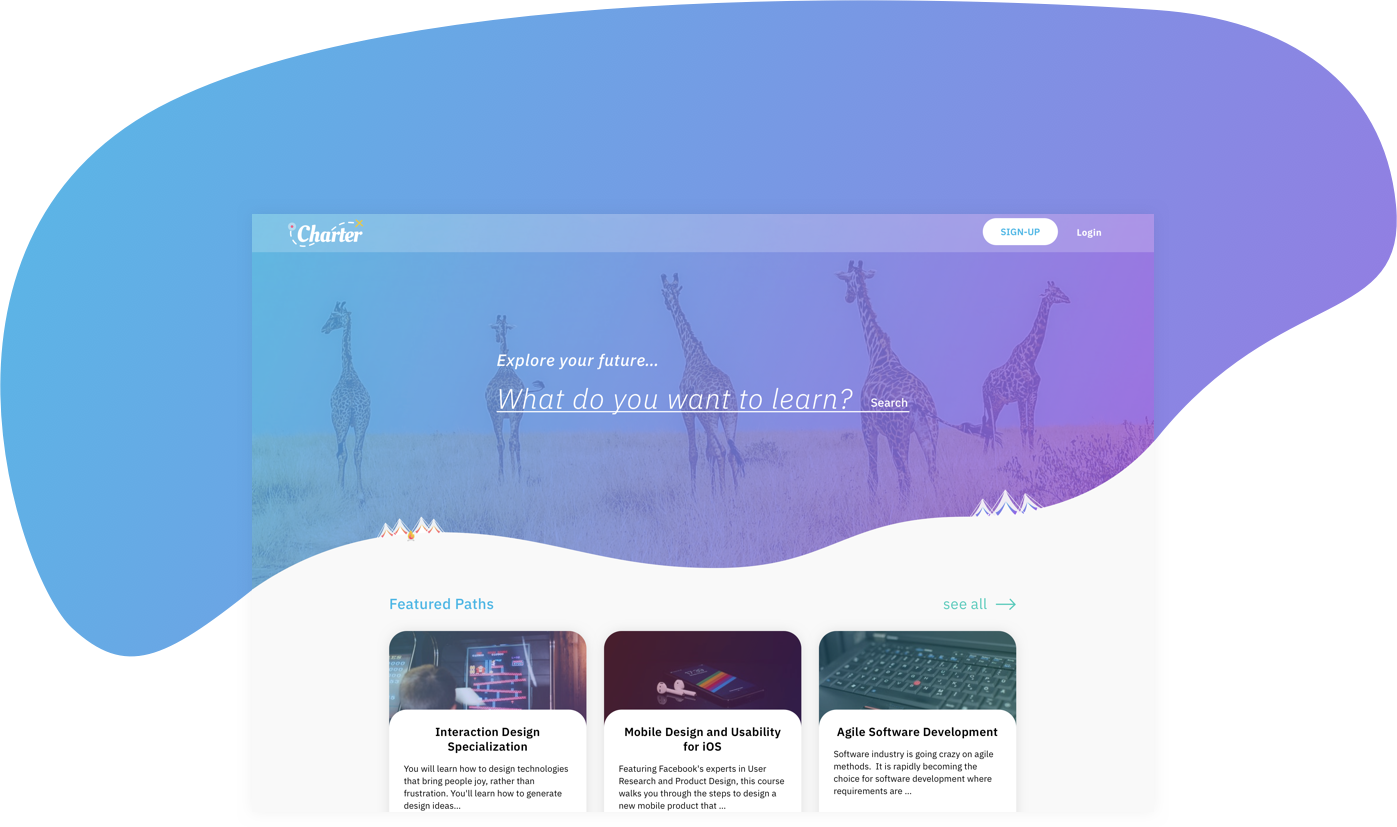 Charter
SIGN-UP
Login
Explore your future...
What do you want to learn?
Search
Featured Paths
see all
Interaction Design
Specialization
You will learn how to design technologies
that bring people joy, rather than
frustration. You'll learn how to generate
design ideas...
Mobile Design and Usability
for iOS
Featuring Facebook's experts in User
Research and Product Design, this course
walks you through the steps to design a
new mobile product that ...
Agile Software Development
Software industry is going crazy on agile
methods.  It is rapidly becoming the
choice for software development where
requirements are ...